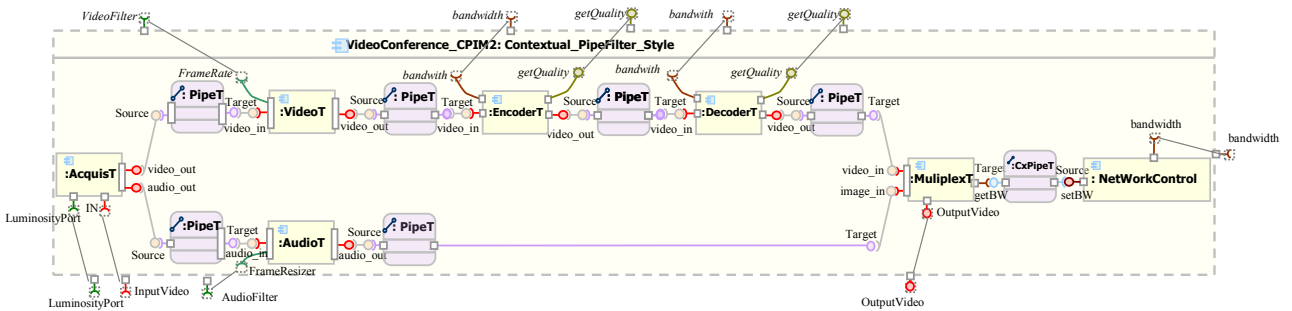 VideoFilter
bandwidth
getQuality
bandwith
getQuality
VideoConference_CPIM2: Contextual_PipeFilter_Style
FrameRate
bandwith
getQuality
bandwith
getQuality
: PipeT
: PipeT
: PipeT
: PipeT
Source
Target
Source
Target
Source
Target
Source
Target
:VideoT
:EncoderT
:DecoderT
video_in
video_out
video_in
video_out
video_in
video_out
bandwidth
bandwidth
:AcquisT
video_out
audio_out
video_in
image_in
:MuliplexT
Target
getBW
:CxPipeT
Source
setBW
: NetWorkControl
LuminosityPort
IN
OutputVideo
:PipeT
Target
:AudioT
Source
: PipeT
Target
Source
audio_in
audio_out
FrameResizer
LuminosityPort
InputVideo
AudioFilter
OutputVideo